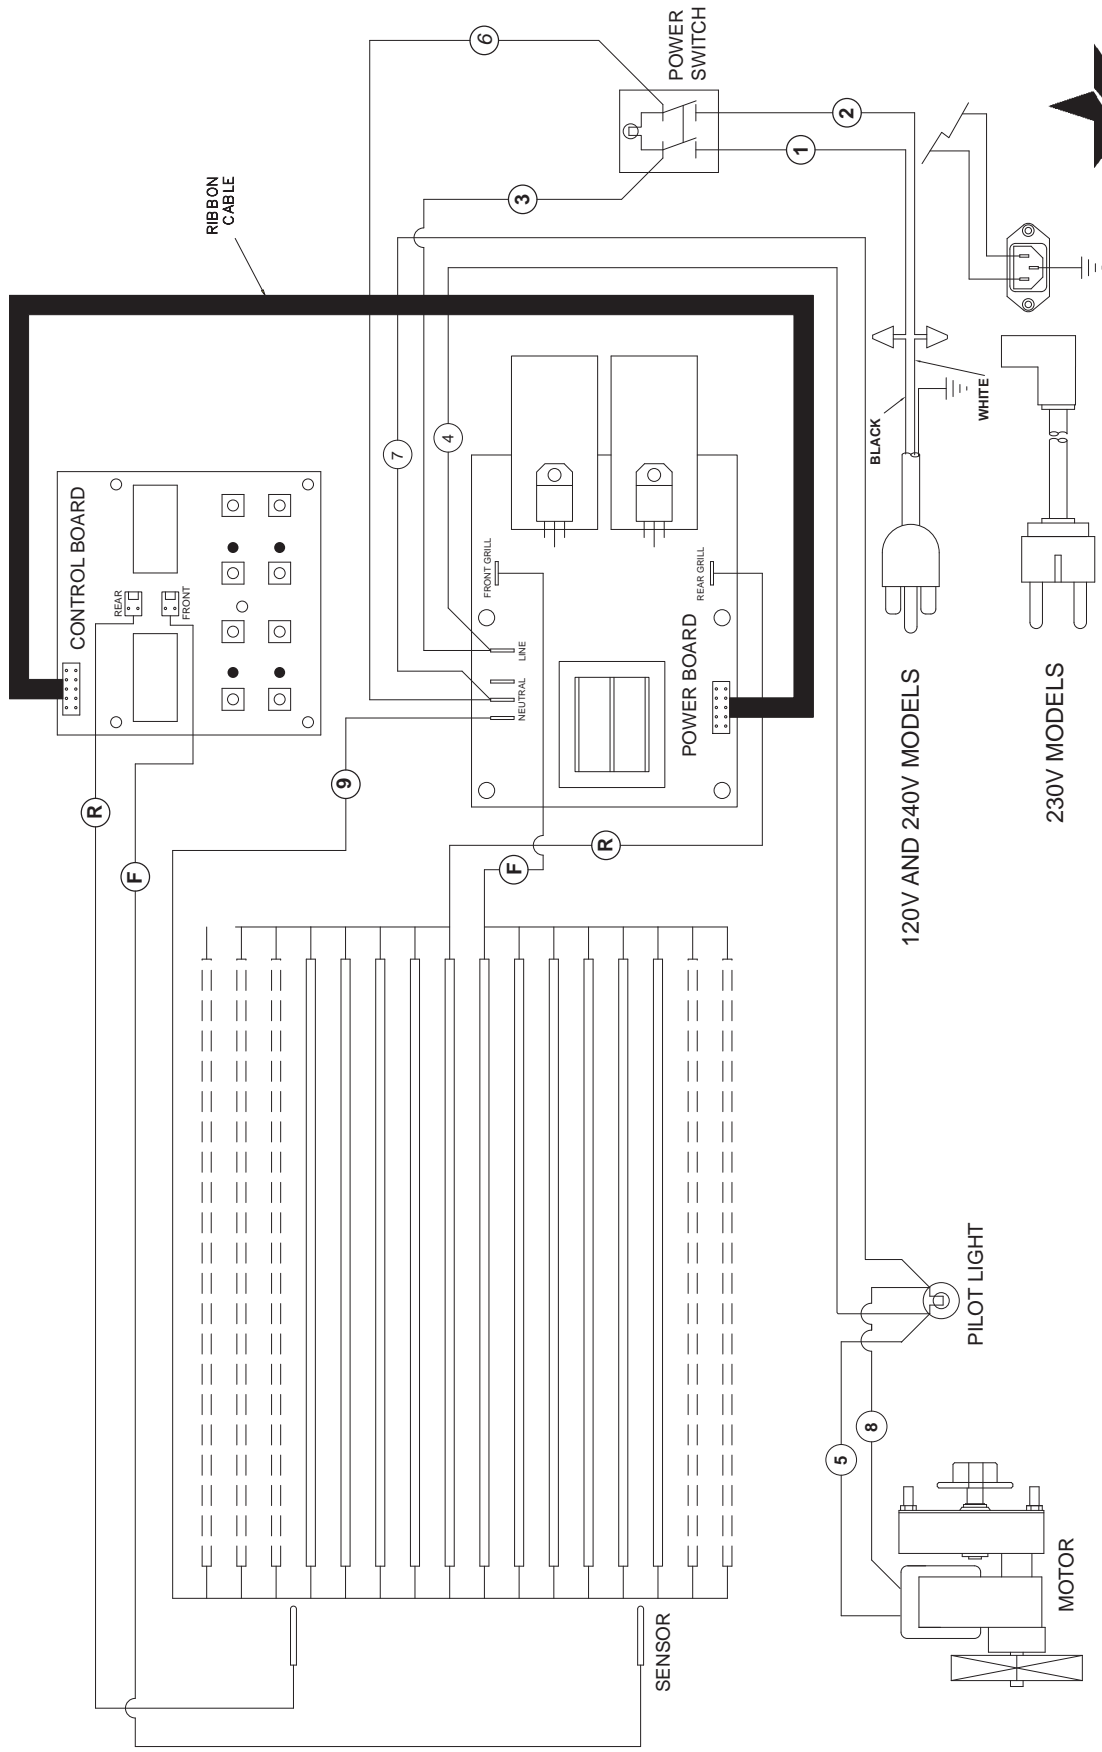 RIBBON
CABLE
CONTROL BOARD
REAR
FRONT
R
F
9
7
4
3
6
POWER
SWITCH
1
2
FRONT GRILL
REAR GRILL
LINE
NEUTRAL
POWER BOARD
F
R
BLACK
WHITE
120V AND 240V MODELS
230V MODELS
PILOT LIGHT
5
8
SENSOR
MOTOR